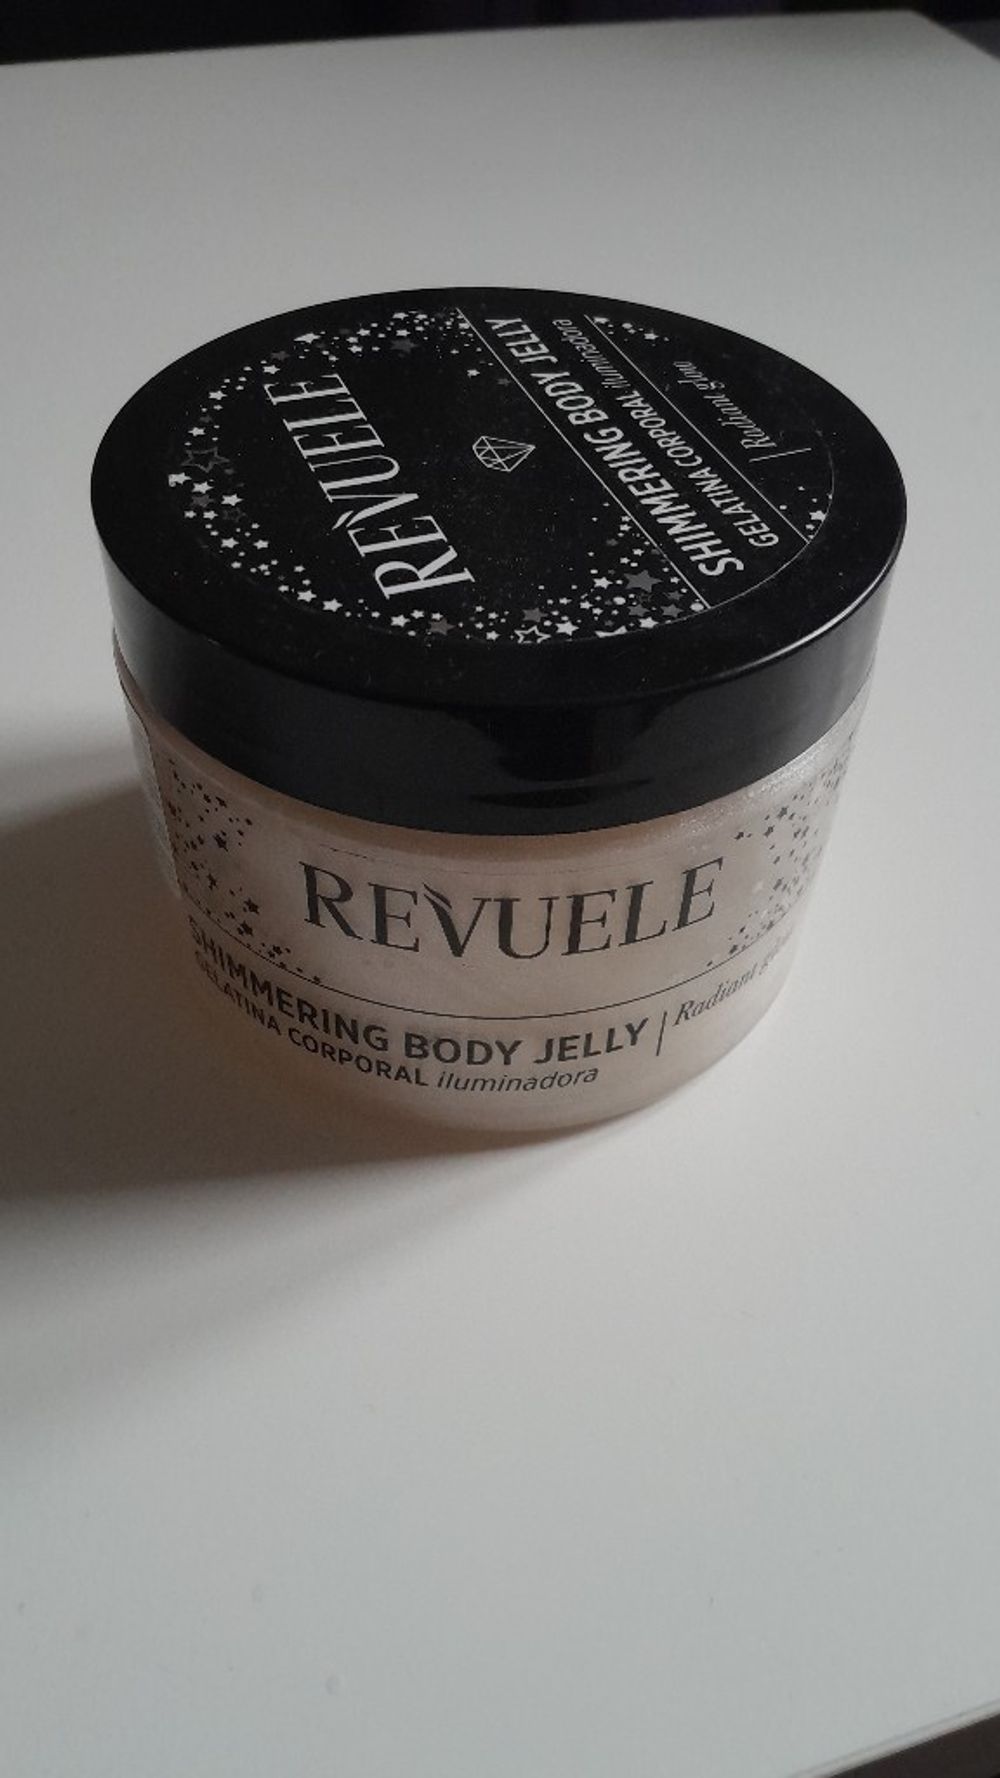 REVUELE
SHIMMERING BODY JELLY
GELATINA CORPORAL iluminadora
Radiant glow
REVUELE
SHIMMERING BODY JELLY | Radiant
GELATINA CORPORAL iluminadora